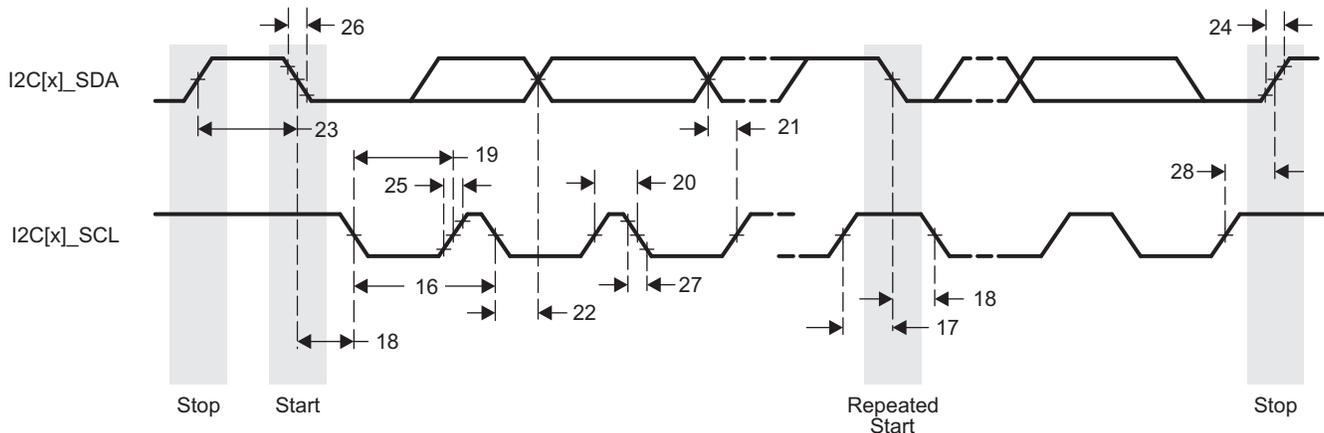 26
24
I2C[x]_SDA
23
21
19
28
25
20
I2C[x]_SCL
16
27
18
22
17
18
Stop
Start
Repeated
Start
Stop